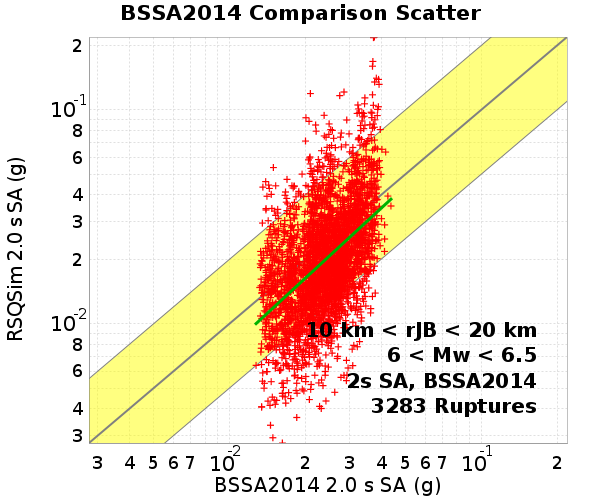 BSSA2014 Comparison Scatter
RSQSim 2.0 s SA (g)
2
10-1
8
6
4
3
2
10-2
8
6
4
3
10 km < rJB < 20 km
6 < Mw < 6.5
2s SA, BSSA2014
3283 Ruptures
3 4 5 6 7 10-2 2 3 4 5 6 7 10-1 2
BSSA2014 2.0 s SA (g)